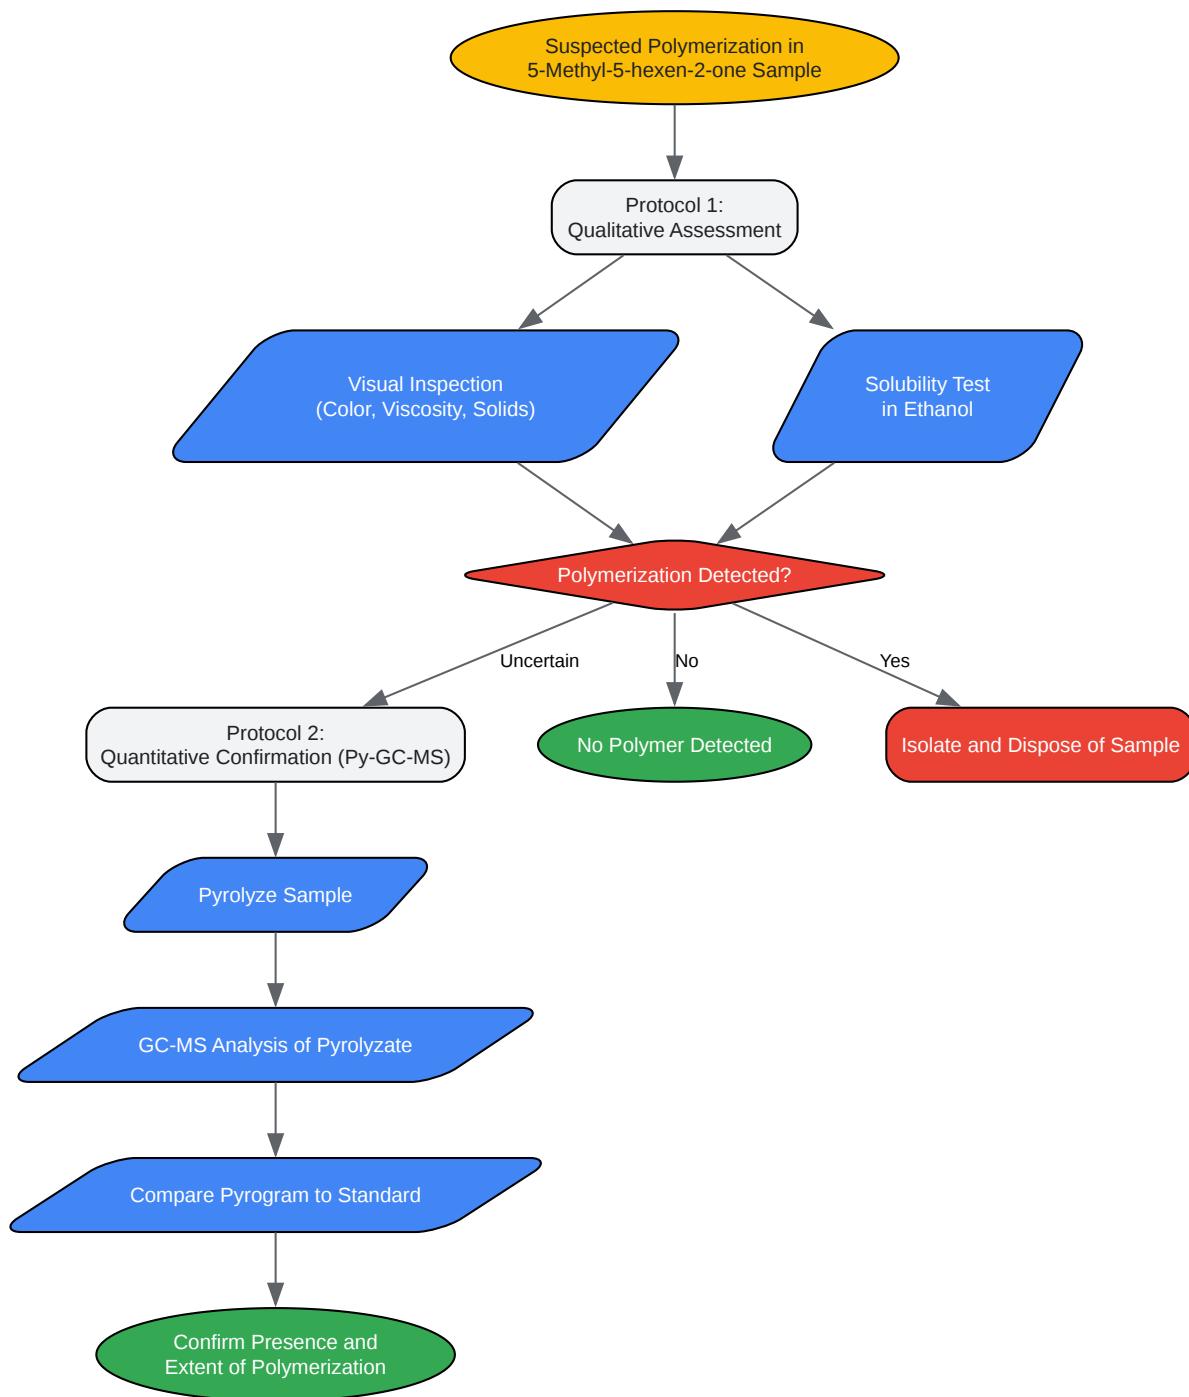 Suspected Polymerization in
5-Methyl-5-hexen-2-one Sample
Protocol 1:
Qualitative Assessment
Visual Inspection
(Color, Viscosity, Solids)
Solubility Test
in Ethanol
Polymerization Detected?
Uncertain
No
Yes
Protocol 2:
Quantitative Confirmation (Py-GC-MS)
No Polymer Detected
Isolate and Dispose of Sample
Pyrolyze Sample
GC-MS Analysis of Pyrolyzate
Compare Pyrogram to Standard
Confirm Presence and
Extent of Polymerization